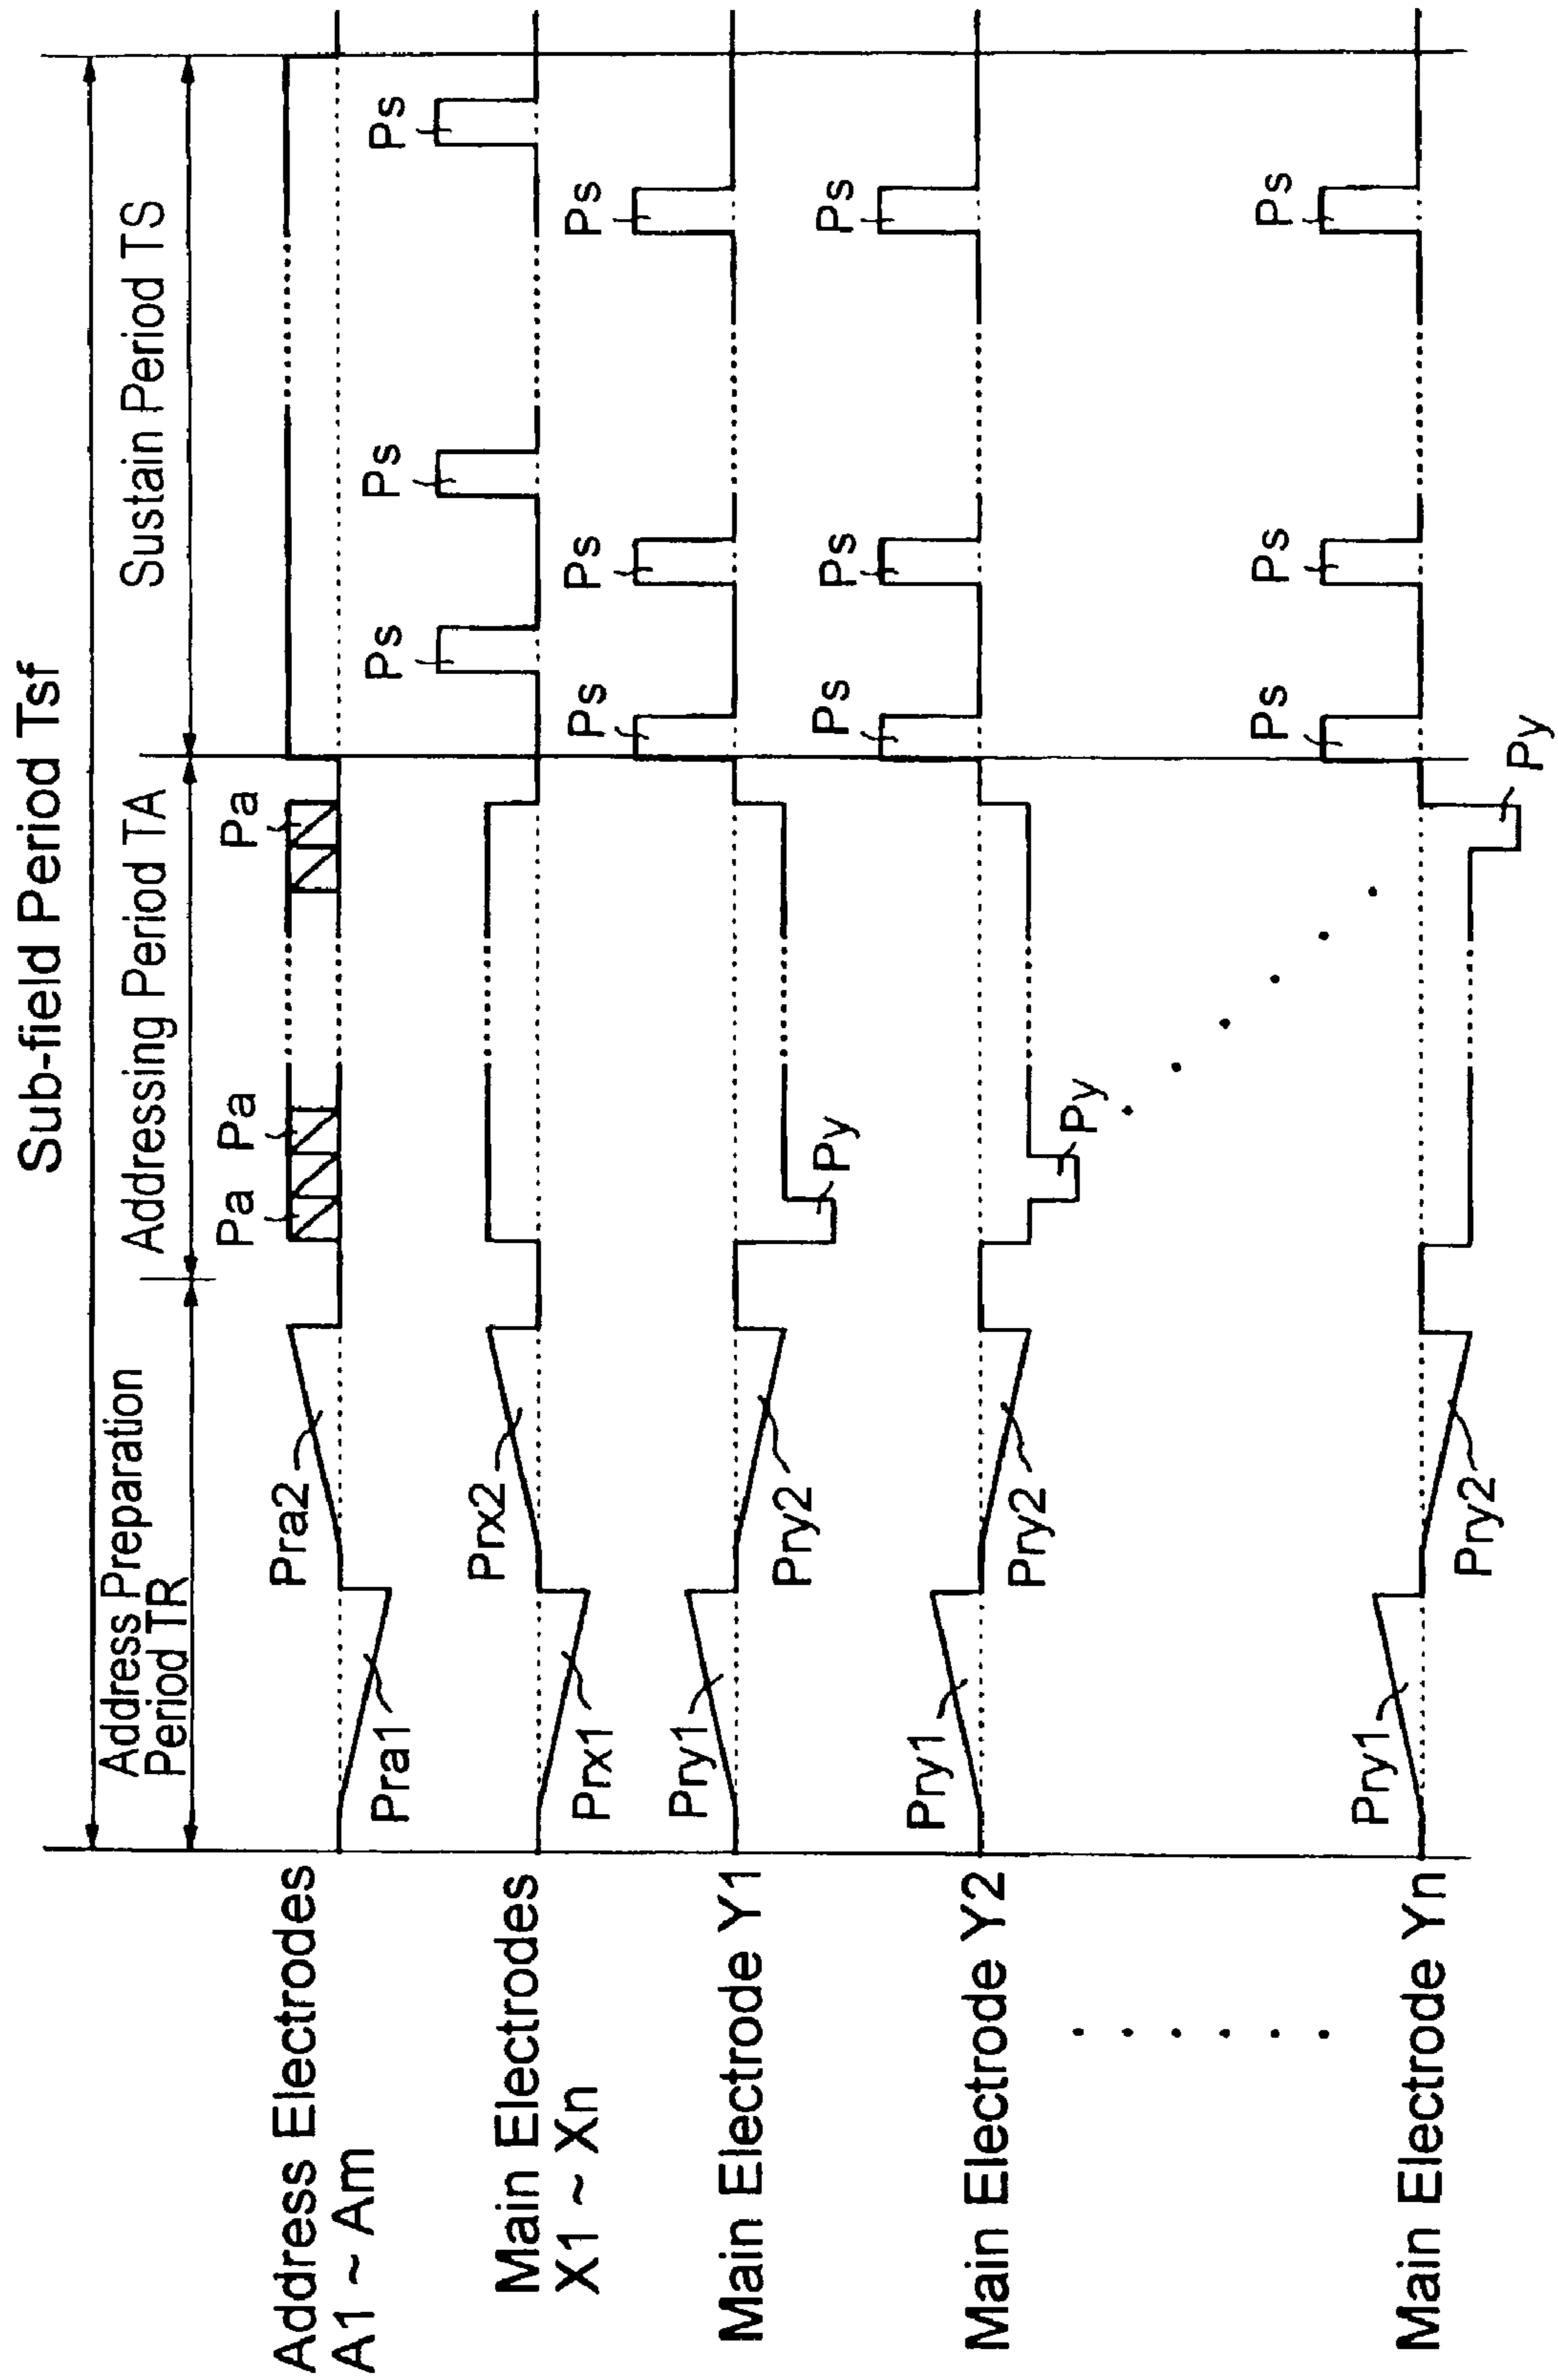 Sub-field Period Tsf
Address Preparation
Period TR
Addressing Period TA
Sustain Period TS
Address Electrodes
A1 ~ Am
Pra1
Pra2
Pa
Pa
Pa
Main Electrodes
X1 ~ Xn
Prx1
Prx2
Ps
Ps
Ps
Main Electrode Y1
Pry1
Pry2
Py
Ps
Ps
Ps
Main Electrode Y2
Pry1
Pry2
Py
Ps
Ps
Ps
Main Electrode Yn
Pry1
Pry2
Py
Ps
Ps
Ps